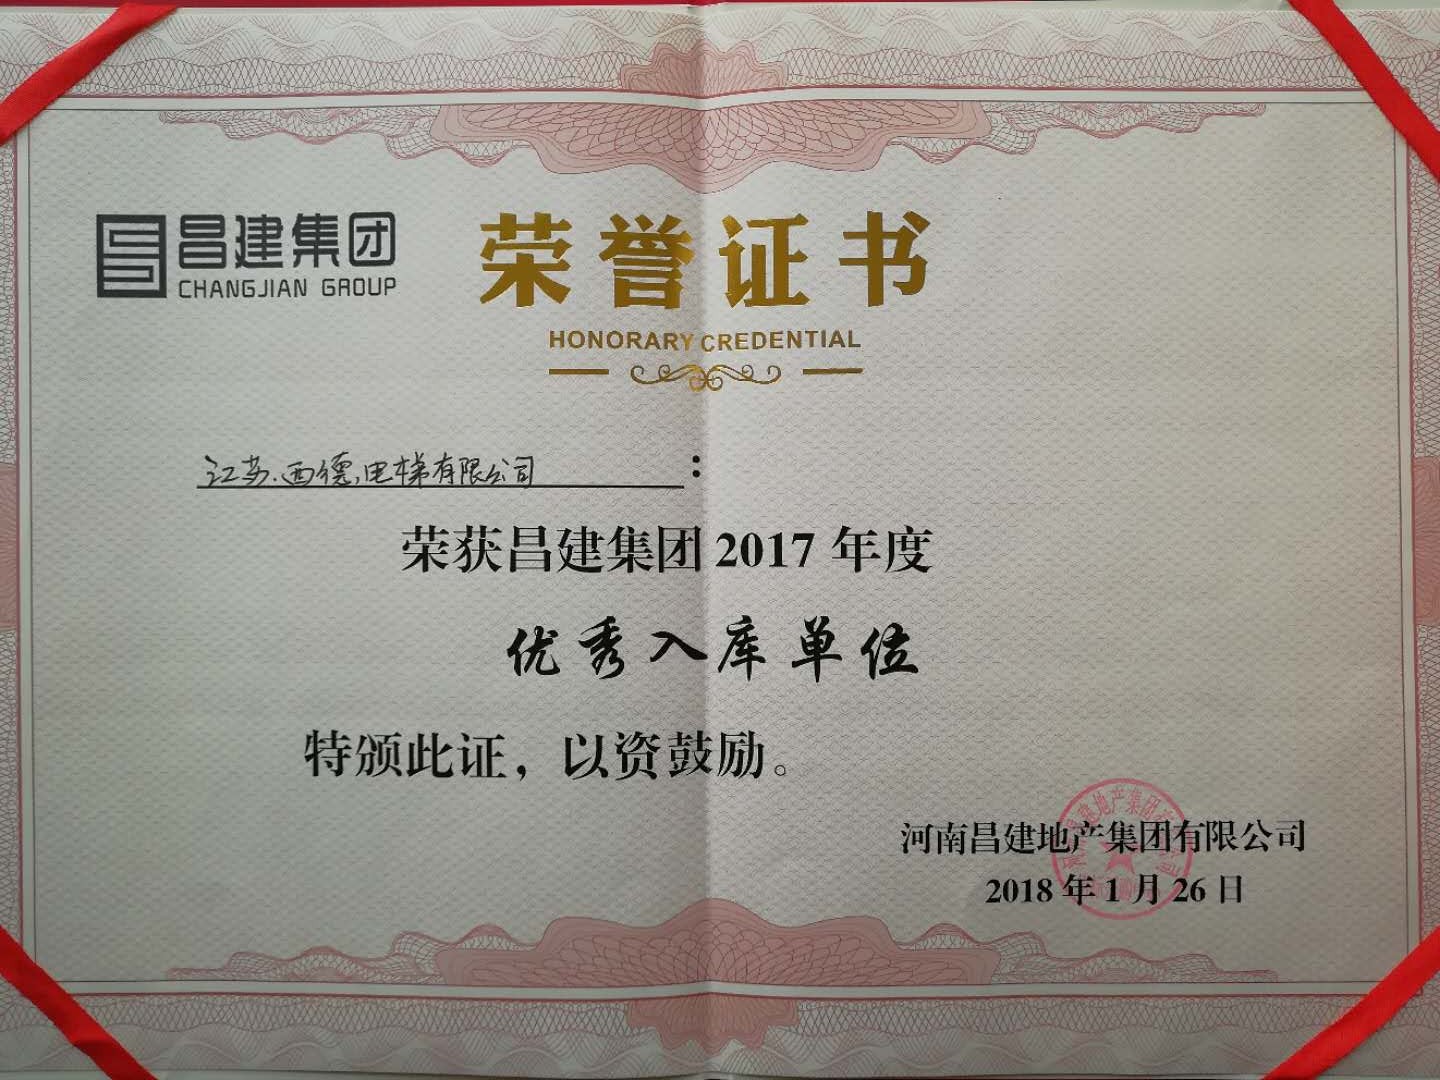 昌建集团
CHANGJIAN GROUP
荣誉证书
HONORARY CREDENTIAL
江苏西德电梯有限公司：
荣获昌建集团2017年度
优秀入库单位
特颁此证，以资鼓励。
河南昌建地产集团有限公司
2018年1月26日